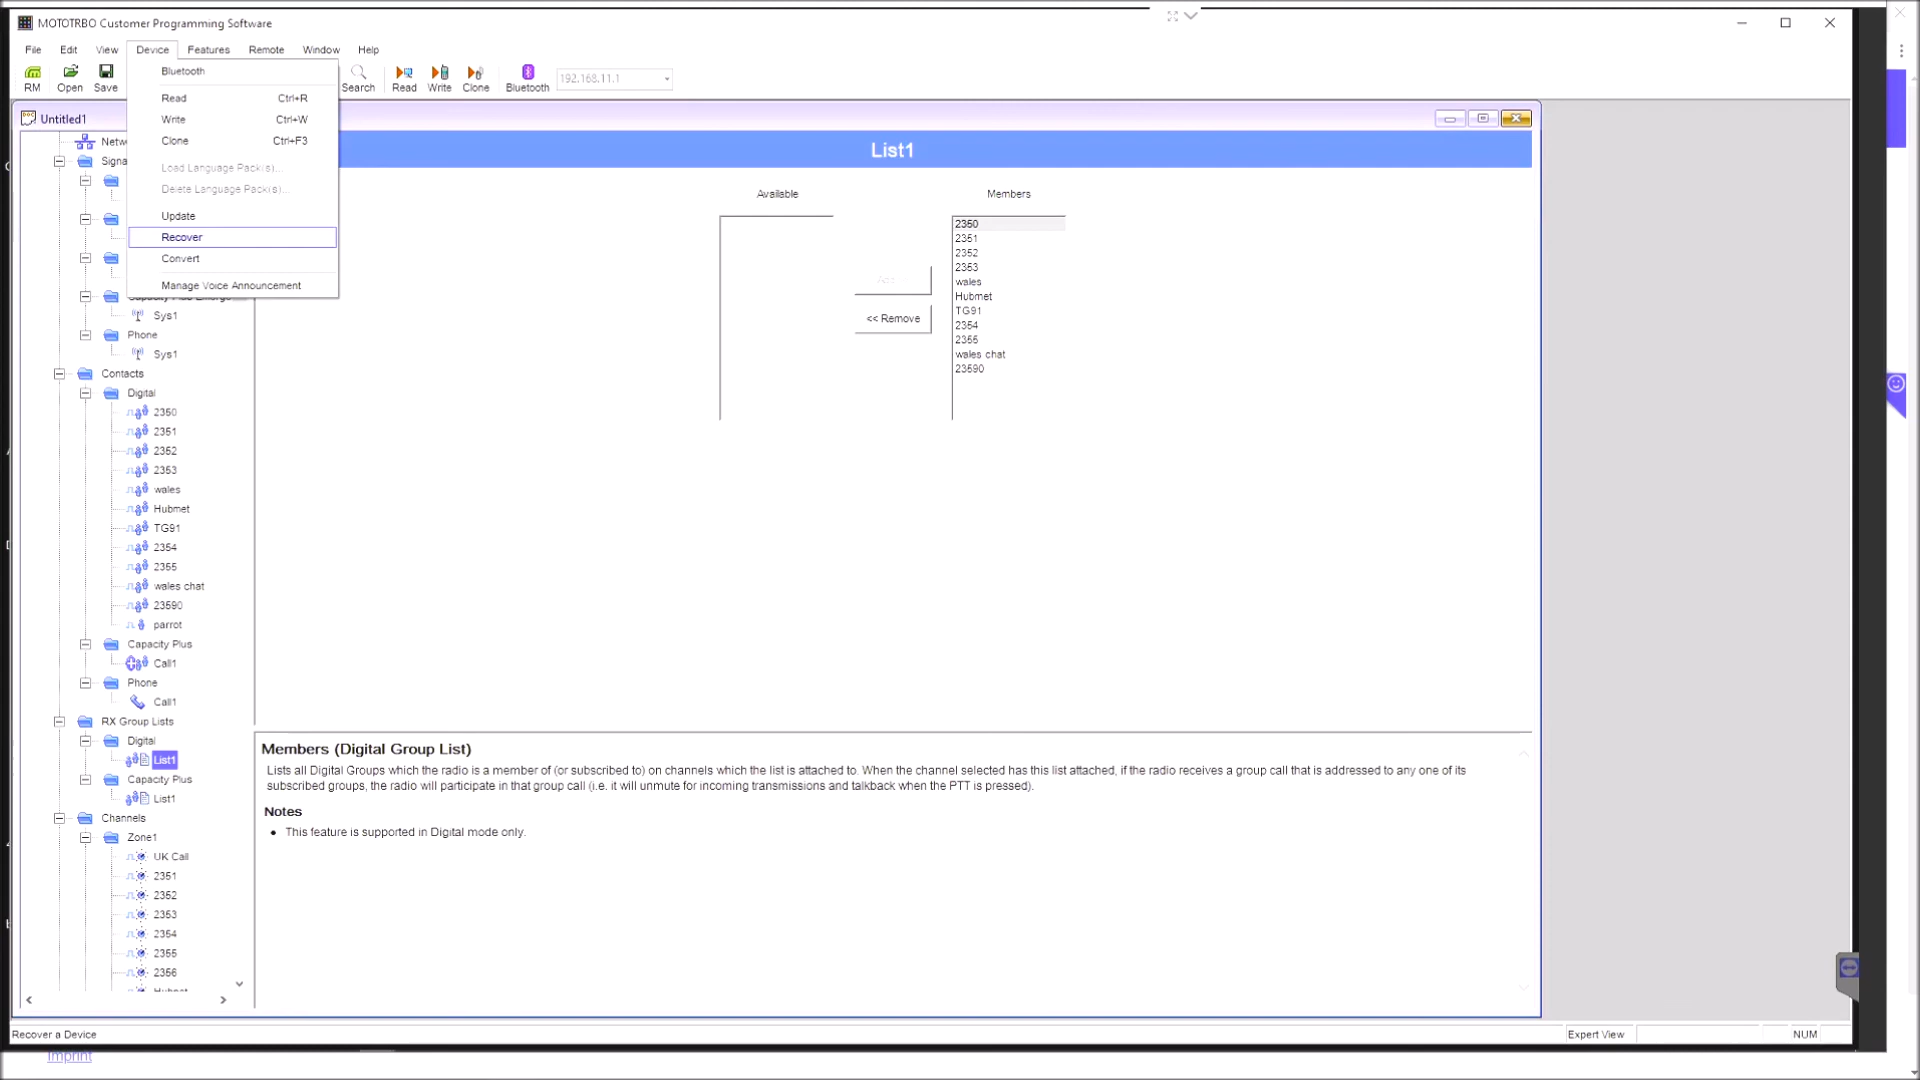 MOTOTRBO Customer Programming Software
File Edit View Device Features Remote Window Help
RM Open Save Search Read Write Clone Bluetooth 192.168.11.1
Bluetooth
Read Ctrl+R
Write Ctrl+W
Clone Ctrl+F3
Load Language Pack(s)...
Delete Language Pack(s)...
Update
Recover
Convert
Manage Voice Announcement
Untitled1
Netw
Signa
Sys1
Phone
Sys1
Contacts
Digital
2350
2351
2352
2353
wales
Hubmet
TG91
2354
2355
wales chat
23590
parrot
Capacity Plus
Call1
Phone
Call1
RX Group Lists
Digital
List1
Capacity Plus
List1
Channels
Zone1
UK Call
2351
2352
2353
2354
2355
2356
List1
Available
Members
<< Remove
2350
2351
2352
2353
wales
Hubmet
TG91
2354
2355
wales chat
23590
Members (Digital Group List)
Lists all Digital Groups which the radio is a member of (or subscribed to) on channels which the list is attached to. When the channel selected has this list attached, if the radio receives a group call that is addressed to any one of its
subscribed groups, the radio will participate in that group call (i.e. it will unmute for incoming transmissions and talkback when the PTT is pressed).
Notes
• This feature is supported in Digital mode only.
Recover a Device
Expert View
NUM
Imprint